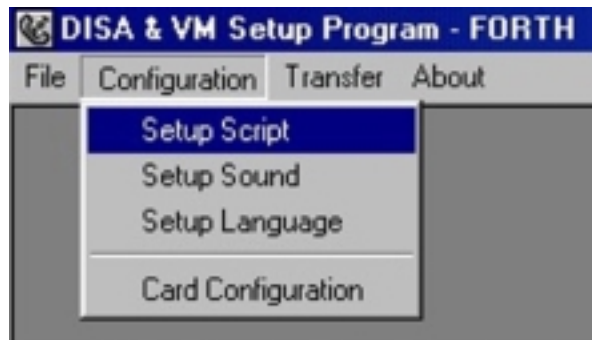 DISA & VM Setup Program - FORTH
File Configuration Transfer About
Setup Script
Setup Sound
Setup Language
Card Configuration